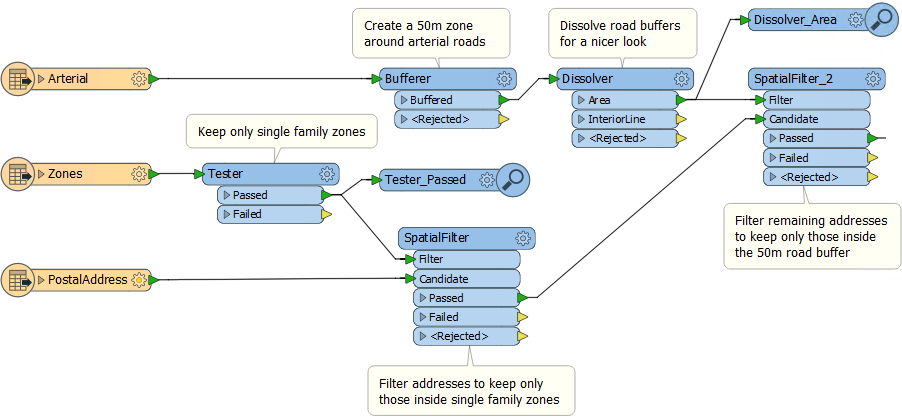 Create a 50m zone
around arterial roads
Dissolve road buffers
for a nicer look
Dissolver_Area
Arterial
Bufferer
Buffered
<Rejected>
Dissolver
Area
InteriorLine
<Rejected>
SpatialFilter_2
Filter
Candidate
Passed
Failed
<Rejected>
Keep only single family zones
Zones
Tester
Passed
Failed
Tester_Passed
Filter remaining addresses
to keep only those inside
the 50m road buffer
PostalAddress
SpatialFilter
Filter
Candidate
Passed
Failed
<Rejected>
Filter addresses to keep only
those inside single family zones